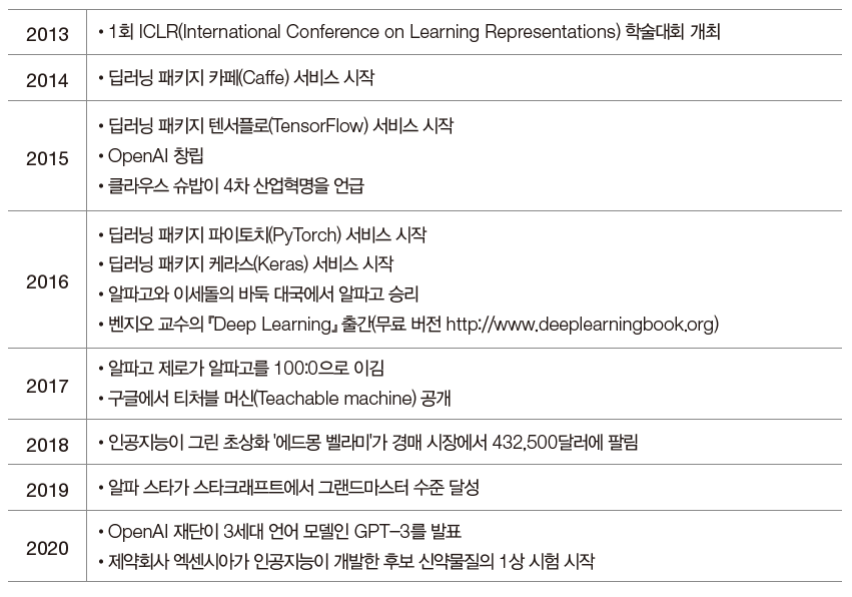 2013
• 1회 ICLR(International Conference on Learning Representations) 학술대회 개최
2014
• 딥러닝 패키지 카페(Caffe) 서비스 시작
2015
• 딥러닝 패키지 텐서플로(TensorFlow) 서비스 시작
• OpenAI 창립
• 클라우스 슈밥이 4차 산업혁명을 언급
2016
• 딥러닝 패키지 파이토치(PyTorch) 서비스 시작
• 딥러닝 패키지 케라스(Keras) 서비스 시작
• 알파고와 이세돌의 바둑 대국에서 알파고 승리
• 벤지오 교수의 『Deep Learning』 출간(무료 버전 http://www.deeplearningbook.org)
2017
• 알파고 제로가 알파고를 100:0으로 이김
• 구글에서 티처블 머신(Teachable machine) 공개
2018
• 인공지능이 그린 초상화 '에드몽 벨라미'가 경매 시장에서 432,500달러에 팔림
2019
• 알파 스타가 스타크래프트에서 그랜드마스터 수준 달성
2020
• OpenAI 재단이 3세대 언어 모델인 GPT-3를 발표
• 제약회사 엑센시아가 인공지능이 개발한 후보 신약물질의 1상 시험 시작